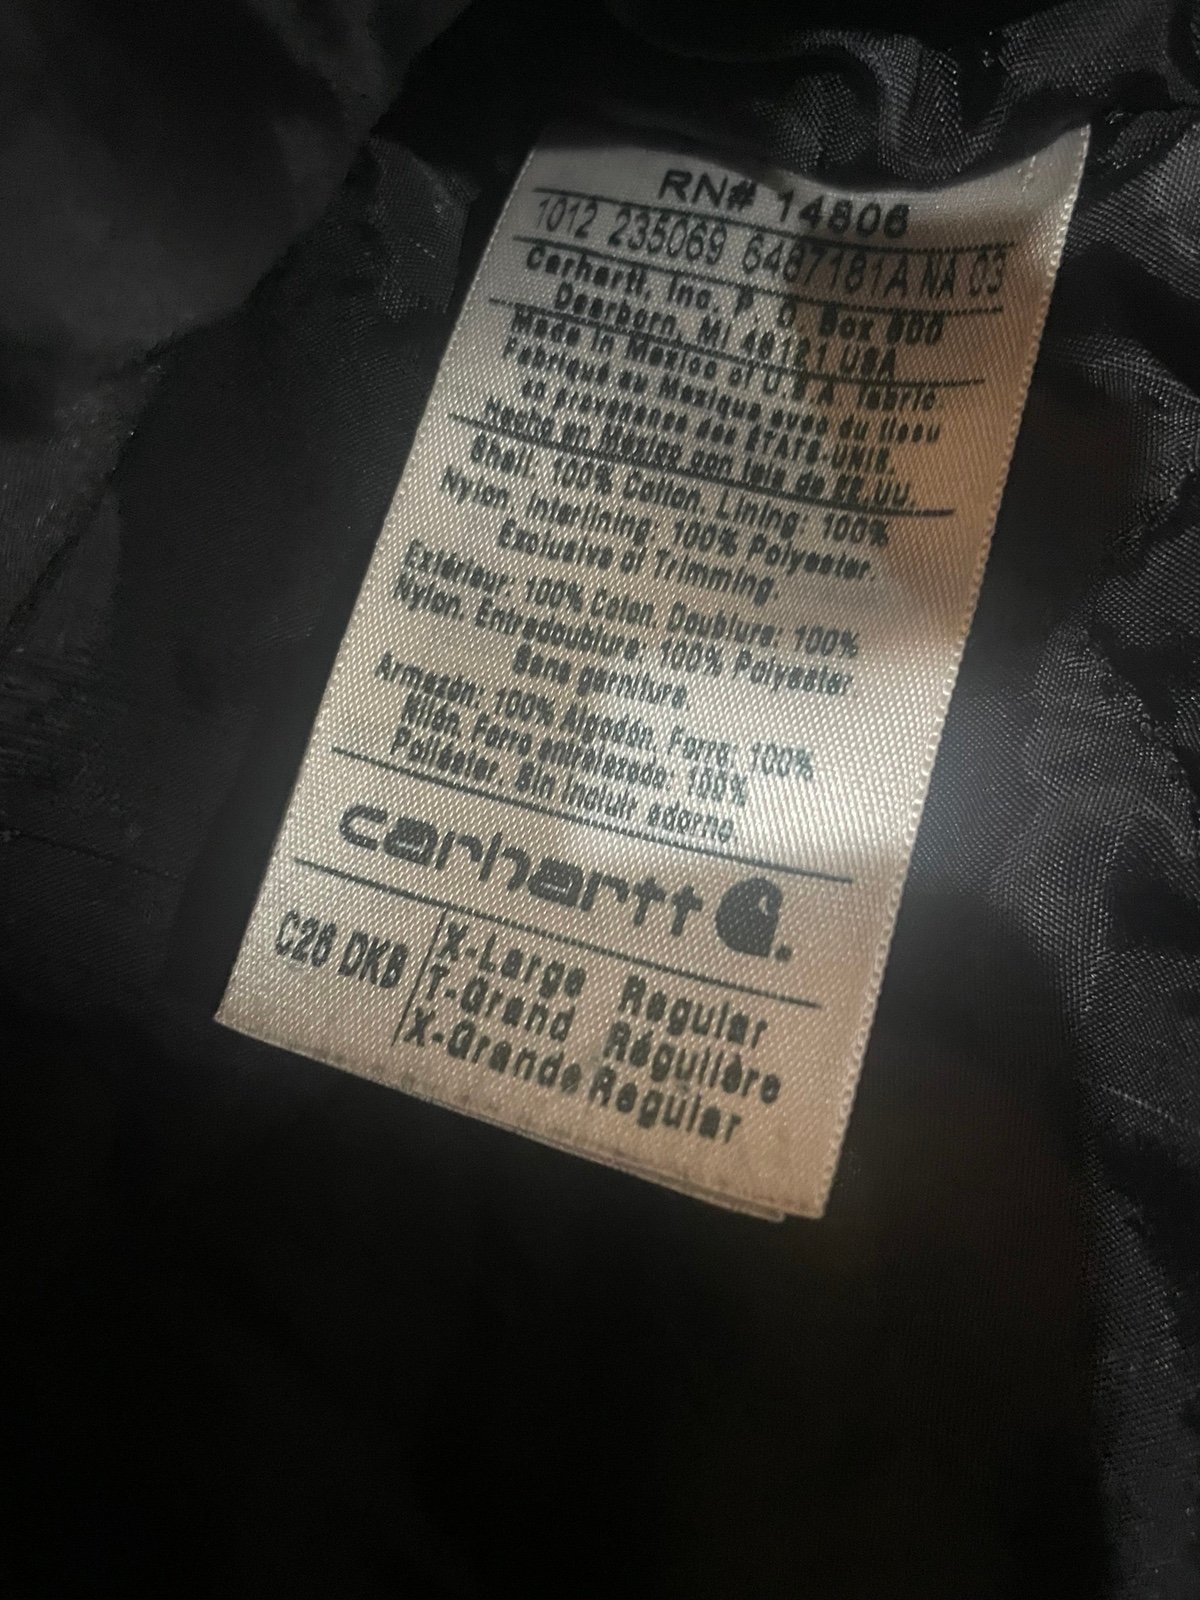 RN# 14806
1012 235069 6487181A NA 03
Carhartt, Inc. P. O. Box 600
Dearborn, MI 48121 USA
Made in Mexico of U S A fabric.
Fabriqué au Mexique avec du tissu
en provenance des ÉTATS-UNIS.
Hecho en Mexico con tela de EE.UU.
Shell: 100% Cotton. Lining: 100%
Nylon. Interlining: 100% Polyester.
Exclusive of Trimming.
Extérieur: 100% Coton. Doublure: 100%
Nylon. Entredoublure: 100% Polyester.
Sans garniture.
Armazon: 100% Algodón. Forro: 100%
Nilón. Forro entrelazado: 100%
Poliéster. Sin incluir adorno.
carhartt
C26 DKB
X-Large Regular
T-Grand Régulière
X-Grande Regular